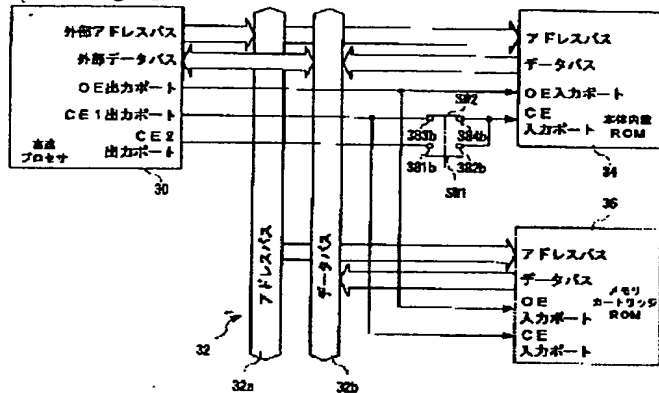 外部アドレスバス
外部データバス
OE出力ポート
CE1出力ポート
CE2
出力ポート
高速
プロセサ
30
アドレスバス
データバス
OE入力ポート
CE
入力ポート
本体内蔵
ROM
34
SW2
383b
384b
381b
382b
SW1
36
アドレスバス
データバス
OE
入力ポート
CE
入力ポート
メモリ
カートリッジ
ROM
アドレスバス
データバス
32
32a
32b